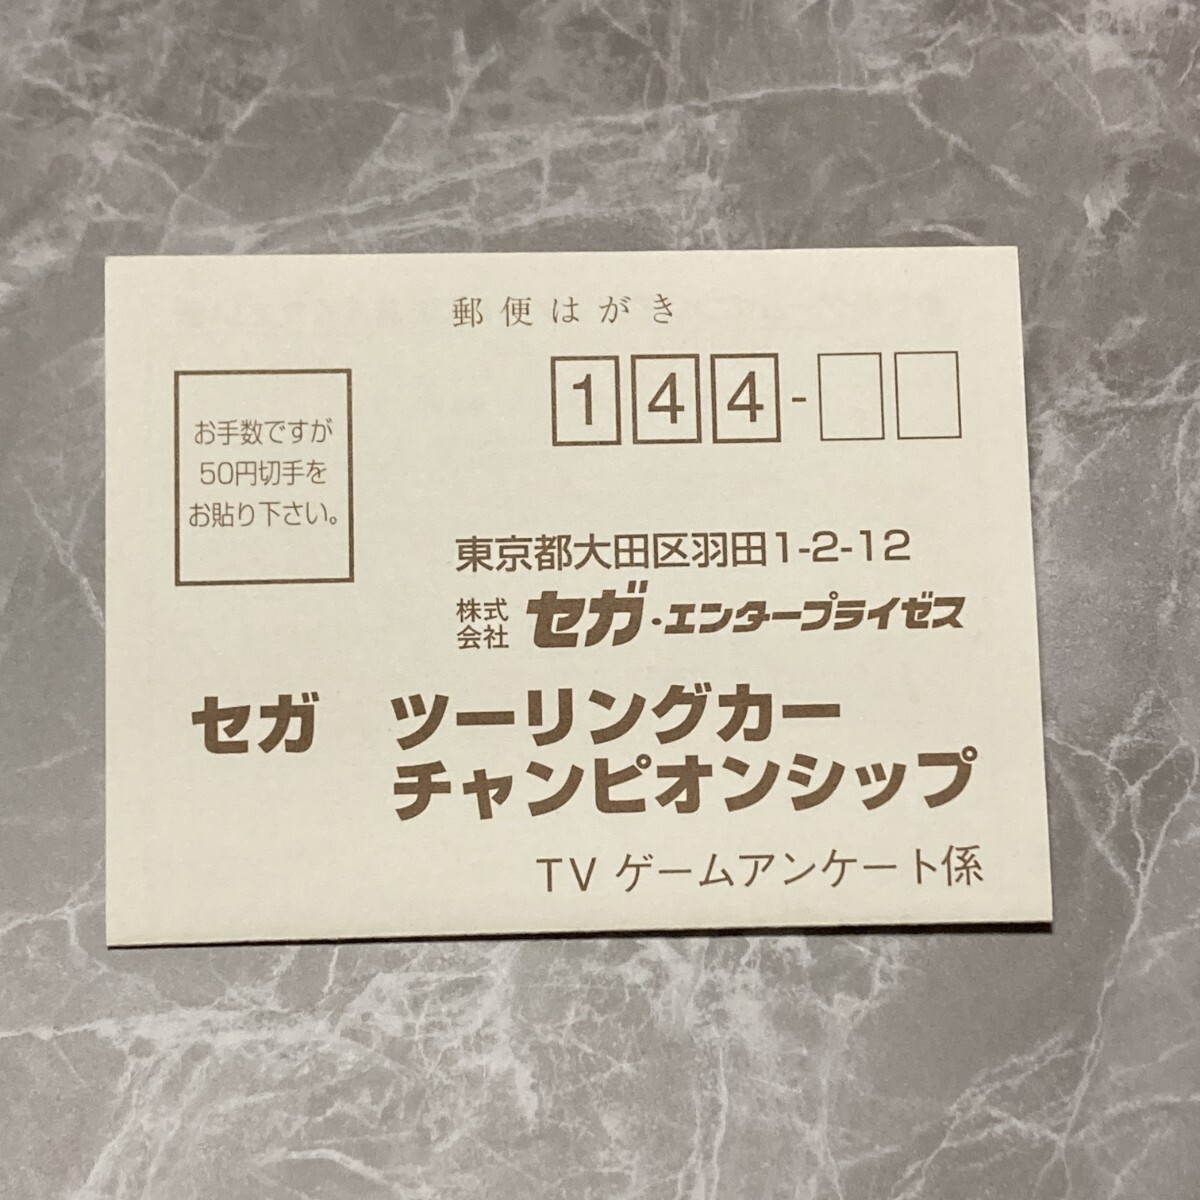 郵便はがき
144-
お手数ですが
50円切手を
お貼り下さい。
東京都大田区羽田1-2-12
株式
会社
セガ・エンタープライゼス
セガ ツーリングカー
チャンピオンシップ
TV ゲームアンケート係